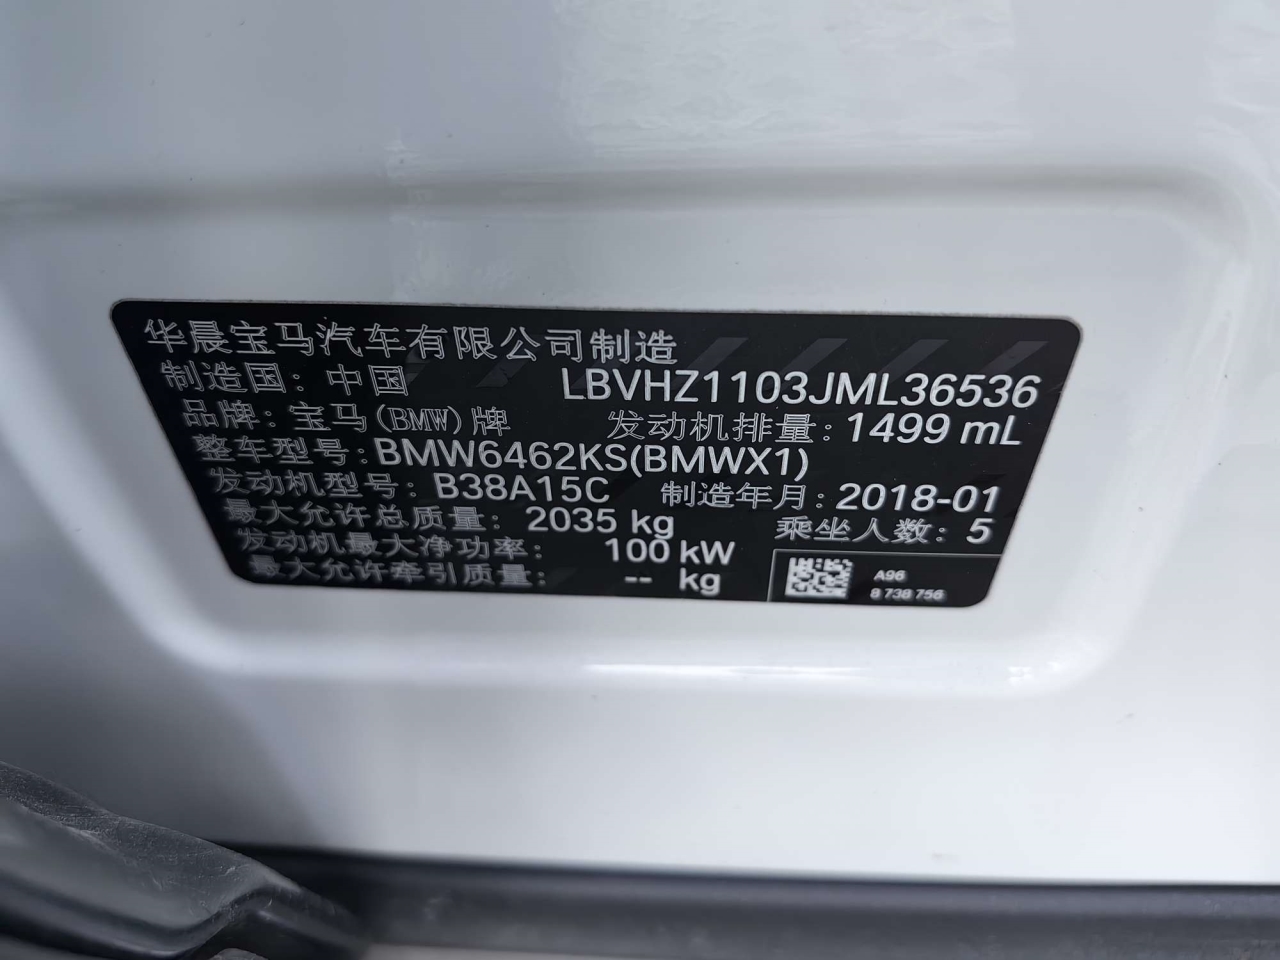 华晨宝马汽车有限公司制造
制造国：中国 LBVHZ1103JML36536
品牌：宝马(BMW)牌 发动机排量：1499 mL
整车型号：BMW6462KS(BMWX1)
发动机型号：B38A15C 制造年月：2018-01
最大允许总质量：2035 kg 乘坐人数：5
发动机最大净功率：100 kW
最大允许牵引质量：-- kg
A96
8 738 756